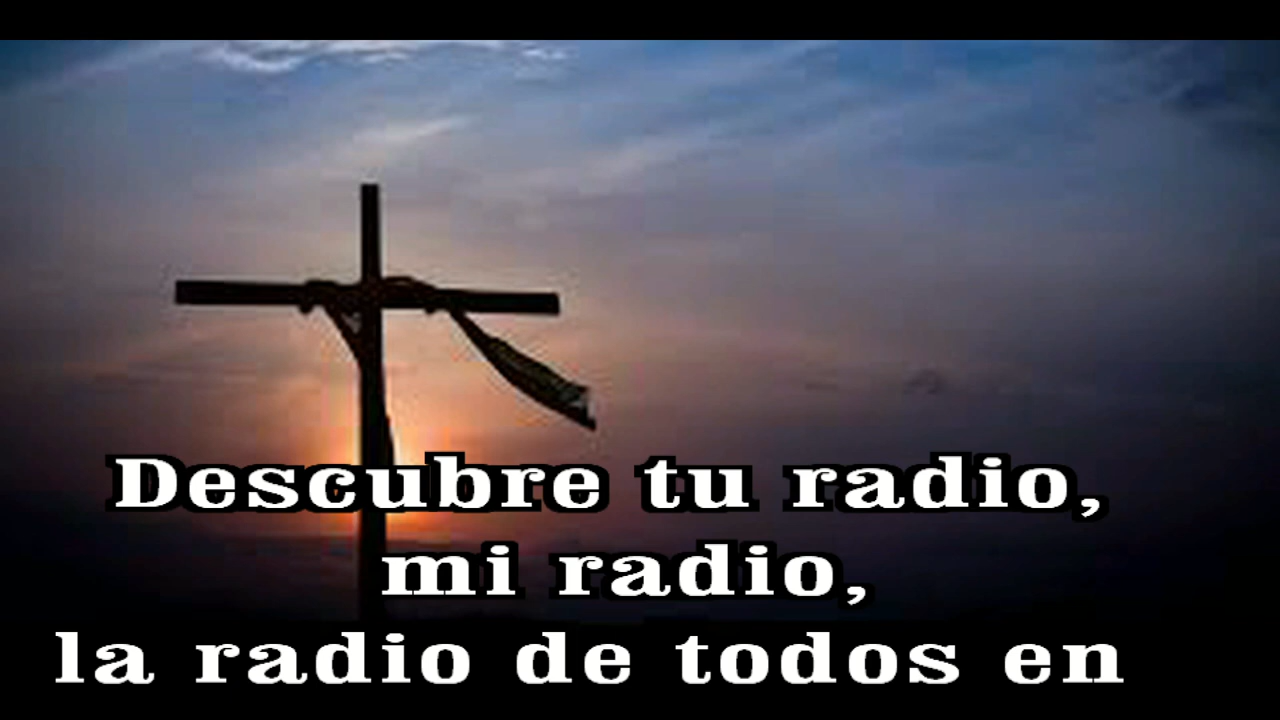 Descubre tu radio,
mi radio,
la radio de todos en